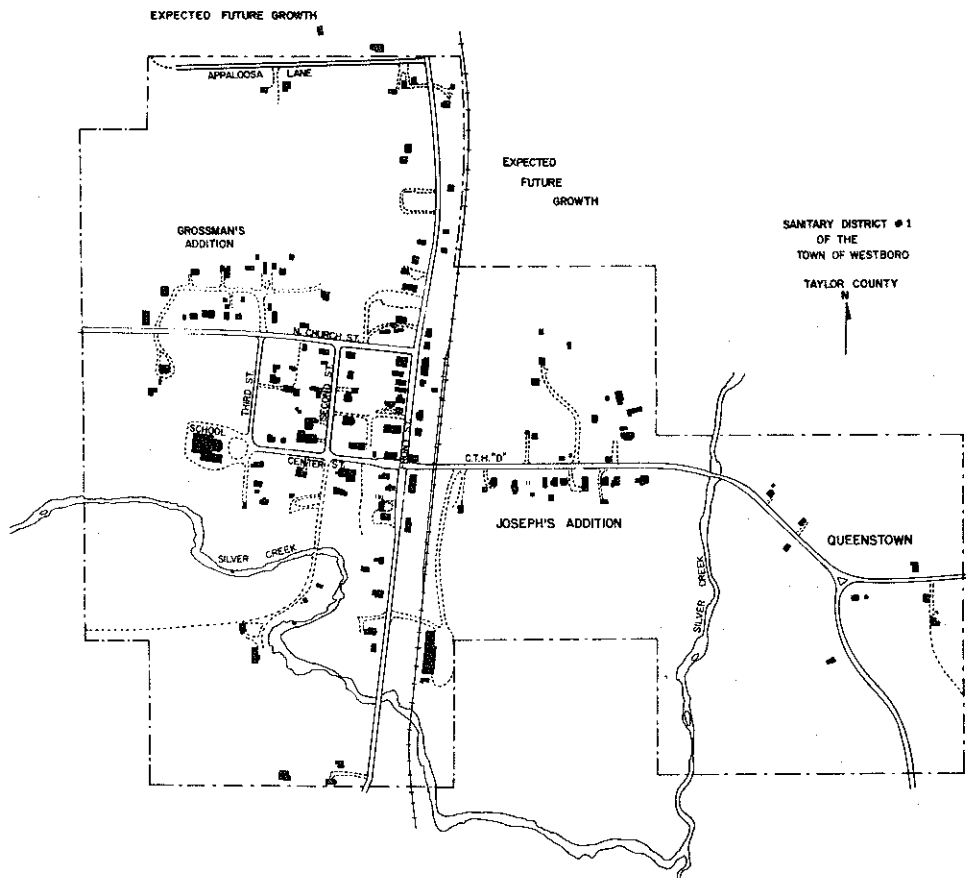 EXPECTED FUTURE GROWTH
APPALOOSA LANE
EXPECTED
FUTURE
GROWTH
SANITARY DISTRICT #1
OF THE
TOWN OF WESTBORO
TAYLOR COUNTY
N
GROSSMAN'S
ADDITION
N. CHURCH ST.
THIRD ST.
SECOND ST.
SCHOOL
CENTER ST.
C.T.H. "D"
JOSEPH'S ADDITION
QUEENSTOWN
SILVER CREEK
SILVER CREEK